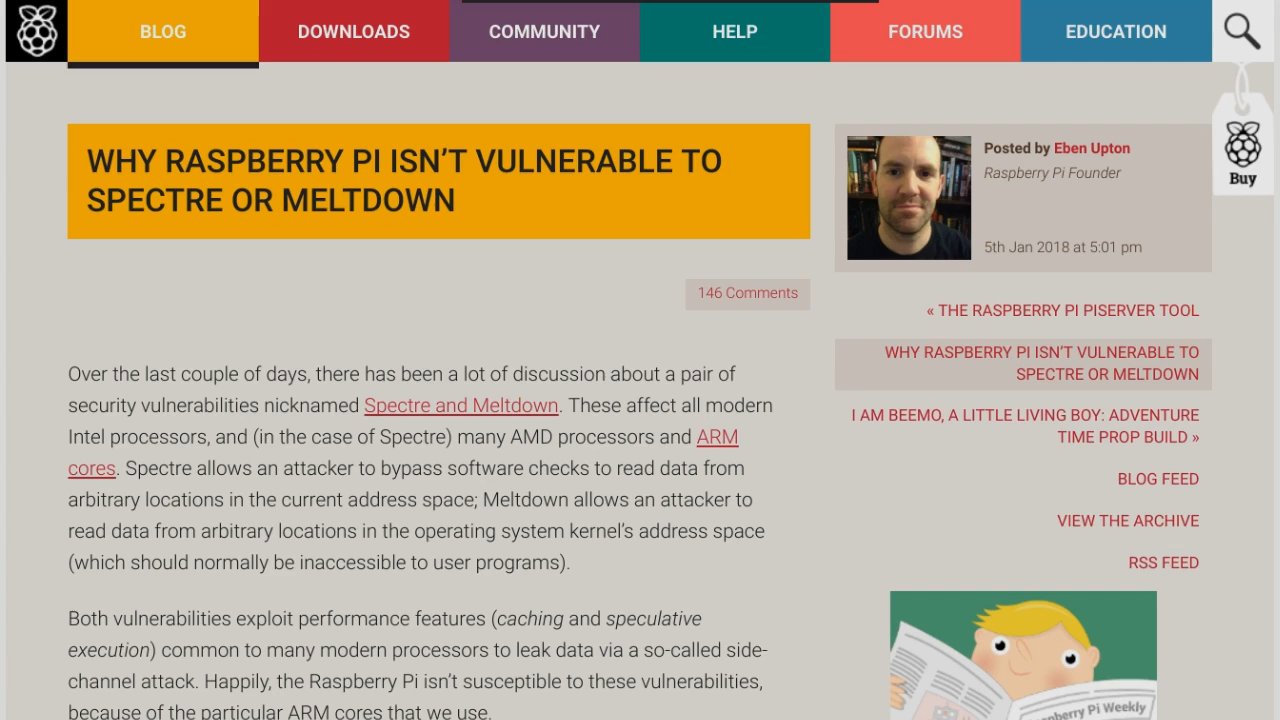 BLOG
DOWNLOADS
COMMUNITY
HELP
FORUMS
EDUCATION
Buy
WHY RASPBERRY PI ISN’T VULNERABLE TO
SPECTRE OR MELTDOWN
146 Comments
Over the last couple of days, there has been a lot of discussion about a pair of
security vulnerabilities nicknamed Spectre and Meltdown. These affect all modern
Intel processors, and (in the case of Spectre) many AMD processors and ARM
cores. Spectre allows an attacker to bypass software checks to read data from
arbitrary locations in the current address space; Meltdown allows an attacker to
read data from arbitrary locations in the operating system kernel’s address space
(which should normally be inaccessible to user programs).
Both vulnerabilities exploit performance features (caching and speculative
execution) common to many modern processors to leak data via a so-called side-
channel attack. Happily, the Raspberry Pi isn’t susceptible to these vulnerabilities,
because of the particular ARM cores that we use.
Posted by Eben Upton
Raspberry Pi Founder
5th Jan 2018 at 5:01 pm
« THE RASPBERRY PI PISERVER TOOL
WHY RASPBERRY PI ISN’T VULNERABLE TO
SPECTRE OR MELTDOWN
I AM BEEMO, A LITTLE LIVING BOY: ADVENTURE
TIME PROP BUILD »
BLOG FEED
VIEW THE ARCHIVE
RSS FEED
Pi Weekly